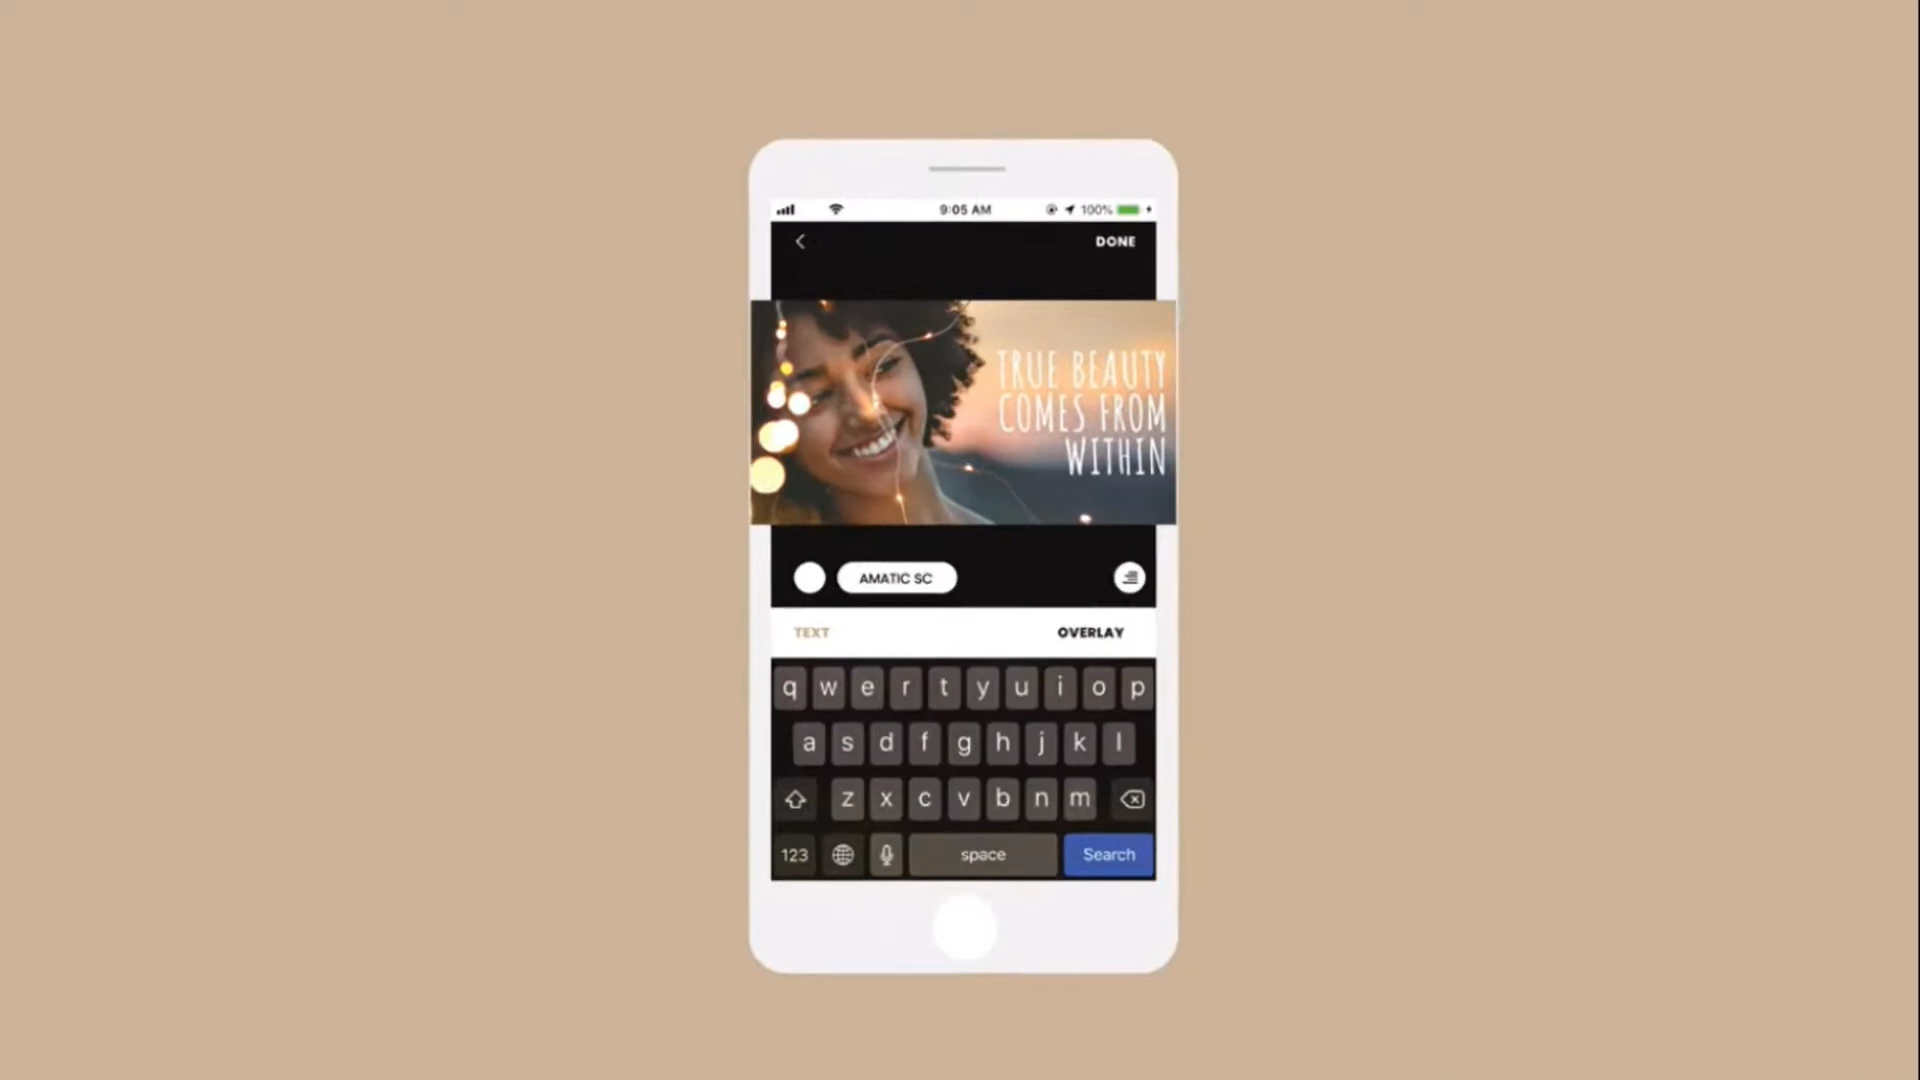 9:05 AM
100%
DONE
TRUE BEAUTY
COMES FROM
WITHIN
AMATIC SC
TEXT
OVERLAY
q w e r t y u i o p
a s d f g h j k l
z x c v b n m
123
space
Search